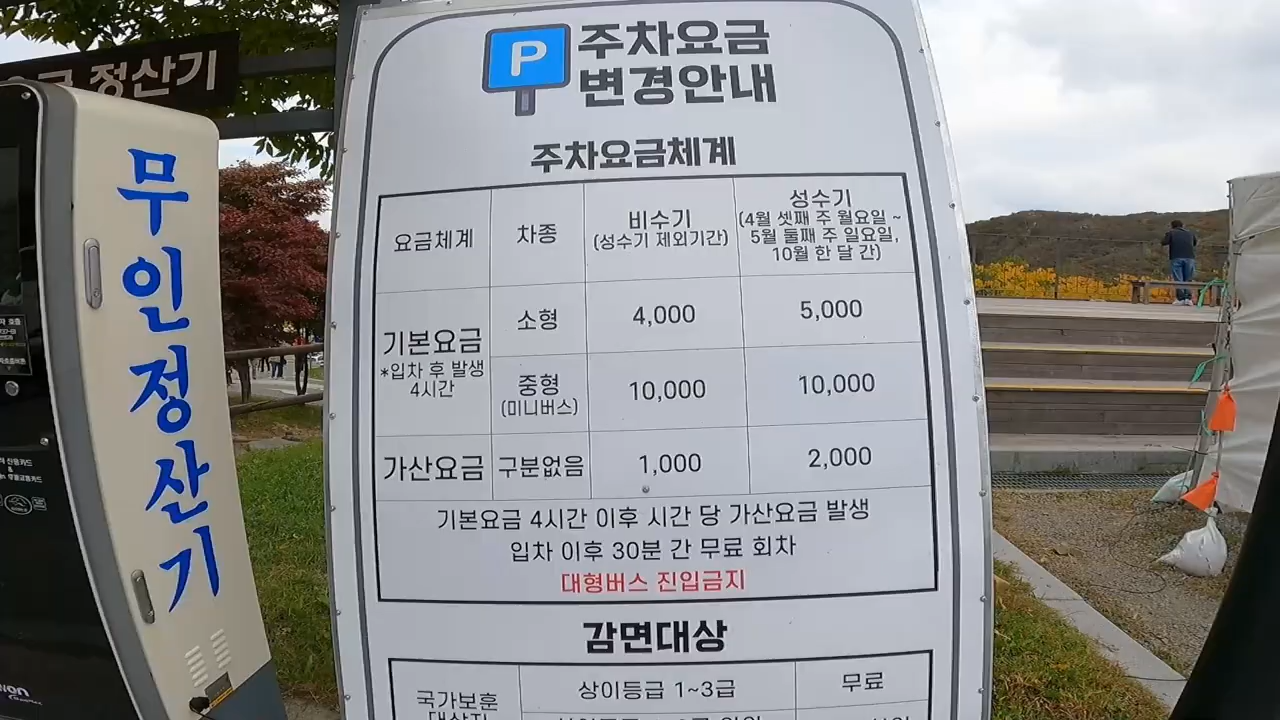 정산기
무인정산기
P
주차요금
변경안내
주차요금체계
요금체계 차종 비수기 (성수기 제외기간) 성수기 (4월 셋째 주 월요일 ~ 5월 둘째 주 일요일, 10월 한 달 간)
기본요금 *입차 후 발생 4시간 소형 4,000 5,000
중형 (미니버스) 10,000 10,000
가산요금 구분없음 1,000 2,000
기본요금 4시간 이후 시간 당 가산요금 발생
입차 이후 30분 간 무료 회차
대형버스 진입금지
감면대상
국가보훈 상이등급 1~3급 무료